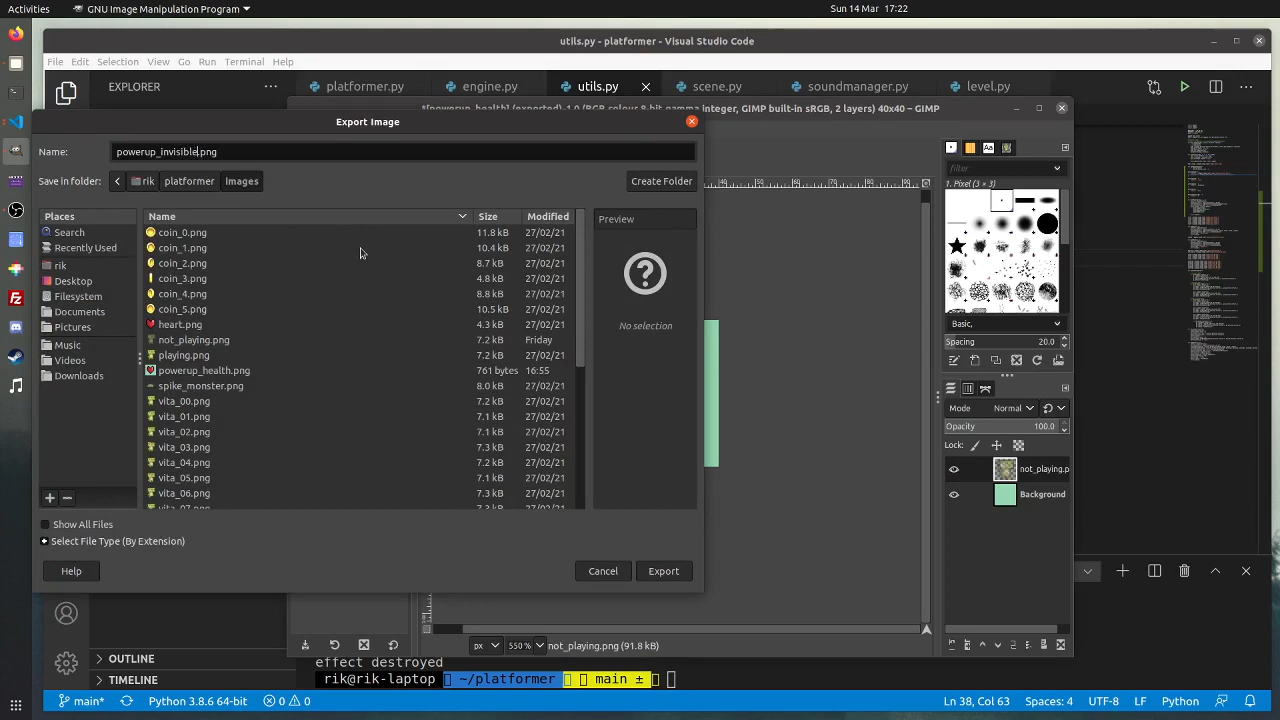 Activities
GNU Image Manipulation Program
Sun 14 Mar 17:22
utils.py - platformer - Visual Studio Code
File Edit Selection View Go Run Terminal Help
EXPLORER
platformer.py
engine.py
utils.py
scene.py
soundmanager.py
level.py
*[powerup_health] (exported)-1.0 (RGB colour 8-bit gamma integer, GIMP built-in sRGB, 2 layers) 40x40 – GIMP
Export Image
Name:
powerup_invisible.png
Save in folder:
rik
platformer
Images
Create Folder
Places
Search
Recently Used
rik
Desktop
Filesystem
Documents
Pictures
Music
Videos
Downloads
Name Size Modified
coin_0.png 11.8 kB 27/02/21
coin_1.png 10.4 kB 27/02/21
coin_2.png 8.7 kB 27/02/21
coin_3.png 4.8 kB 27/02/21
coin_4.png 8.8 kB 27/02/21
coin_5.png 10.5 kB 27/02/21
heart.png 4.3 kB 27/02/21
not_playing.png 7.2 kB Friday
playing.png 7.2 kB 27/02/21
powerup_health.png 761 bytes 16:55
spike_monster.png 8.0 kB 27/02/21
vita_00.png 7.2 kB 27/02/21
vita_01.png 7.1 kB 27/02/21
vita_02.png 7.1 kB 27/02/21
vita_03.png 7.3 kB 27/02/21
vita_04.png 7.2 kB 27/02/21
vita_05.png 7.1 kB 27/02/21
vita_06.png 7.3 kB 27/02/21
vita_07.png 7.3 kB 27/02/21
Preview
No selection
Show All Files
Select File Type (By Extension)
Help
Cancel
Export
filter
1. Pixel (3 × 3)
Basic,
Spacing 20.0
Mode Normal
Opacity 100.0
Lock:
not_playing.p
Background
px
550 %
not_playing.png (91.8 kB)
OUTLINE
TIMELINE
effect destroyed
rik@rik-laptop ~/platformer main ±
main*
Python 3.8.6 64-bit
0
0
Ln 38, Col 63
Spaces: 4
UTF-8
LF
Python